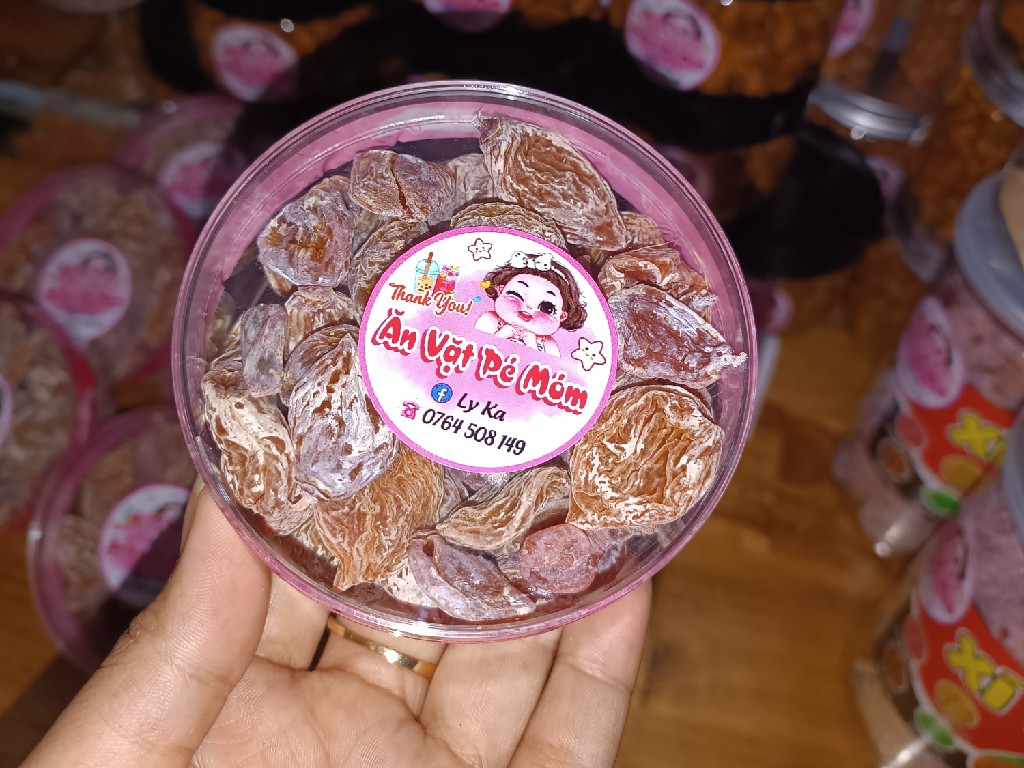 Thank You!
Ăn Vặt Pé Móm
Ly Ka
0764 508 149